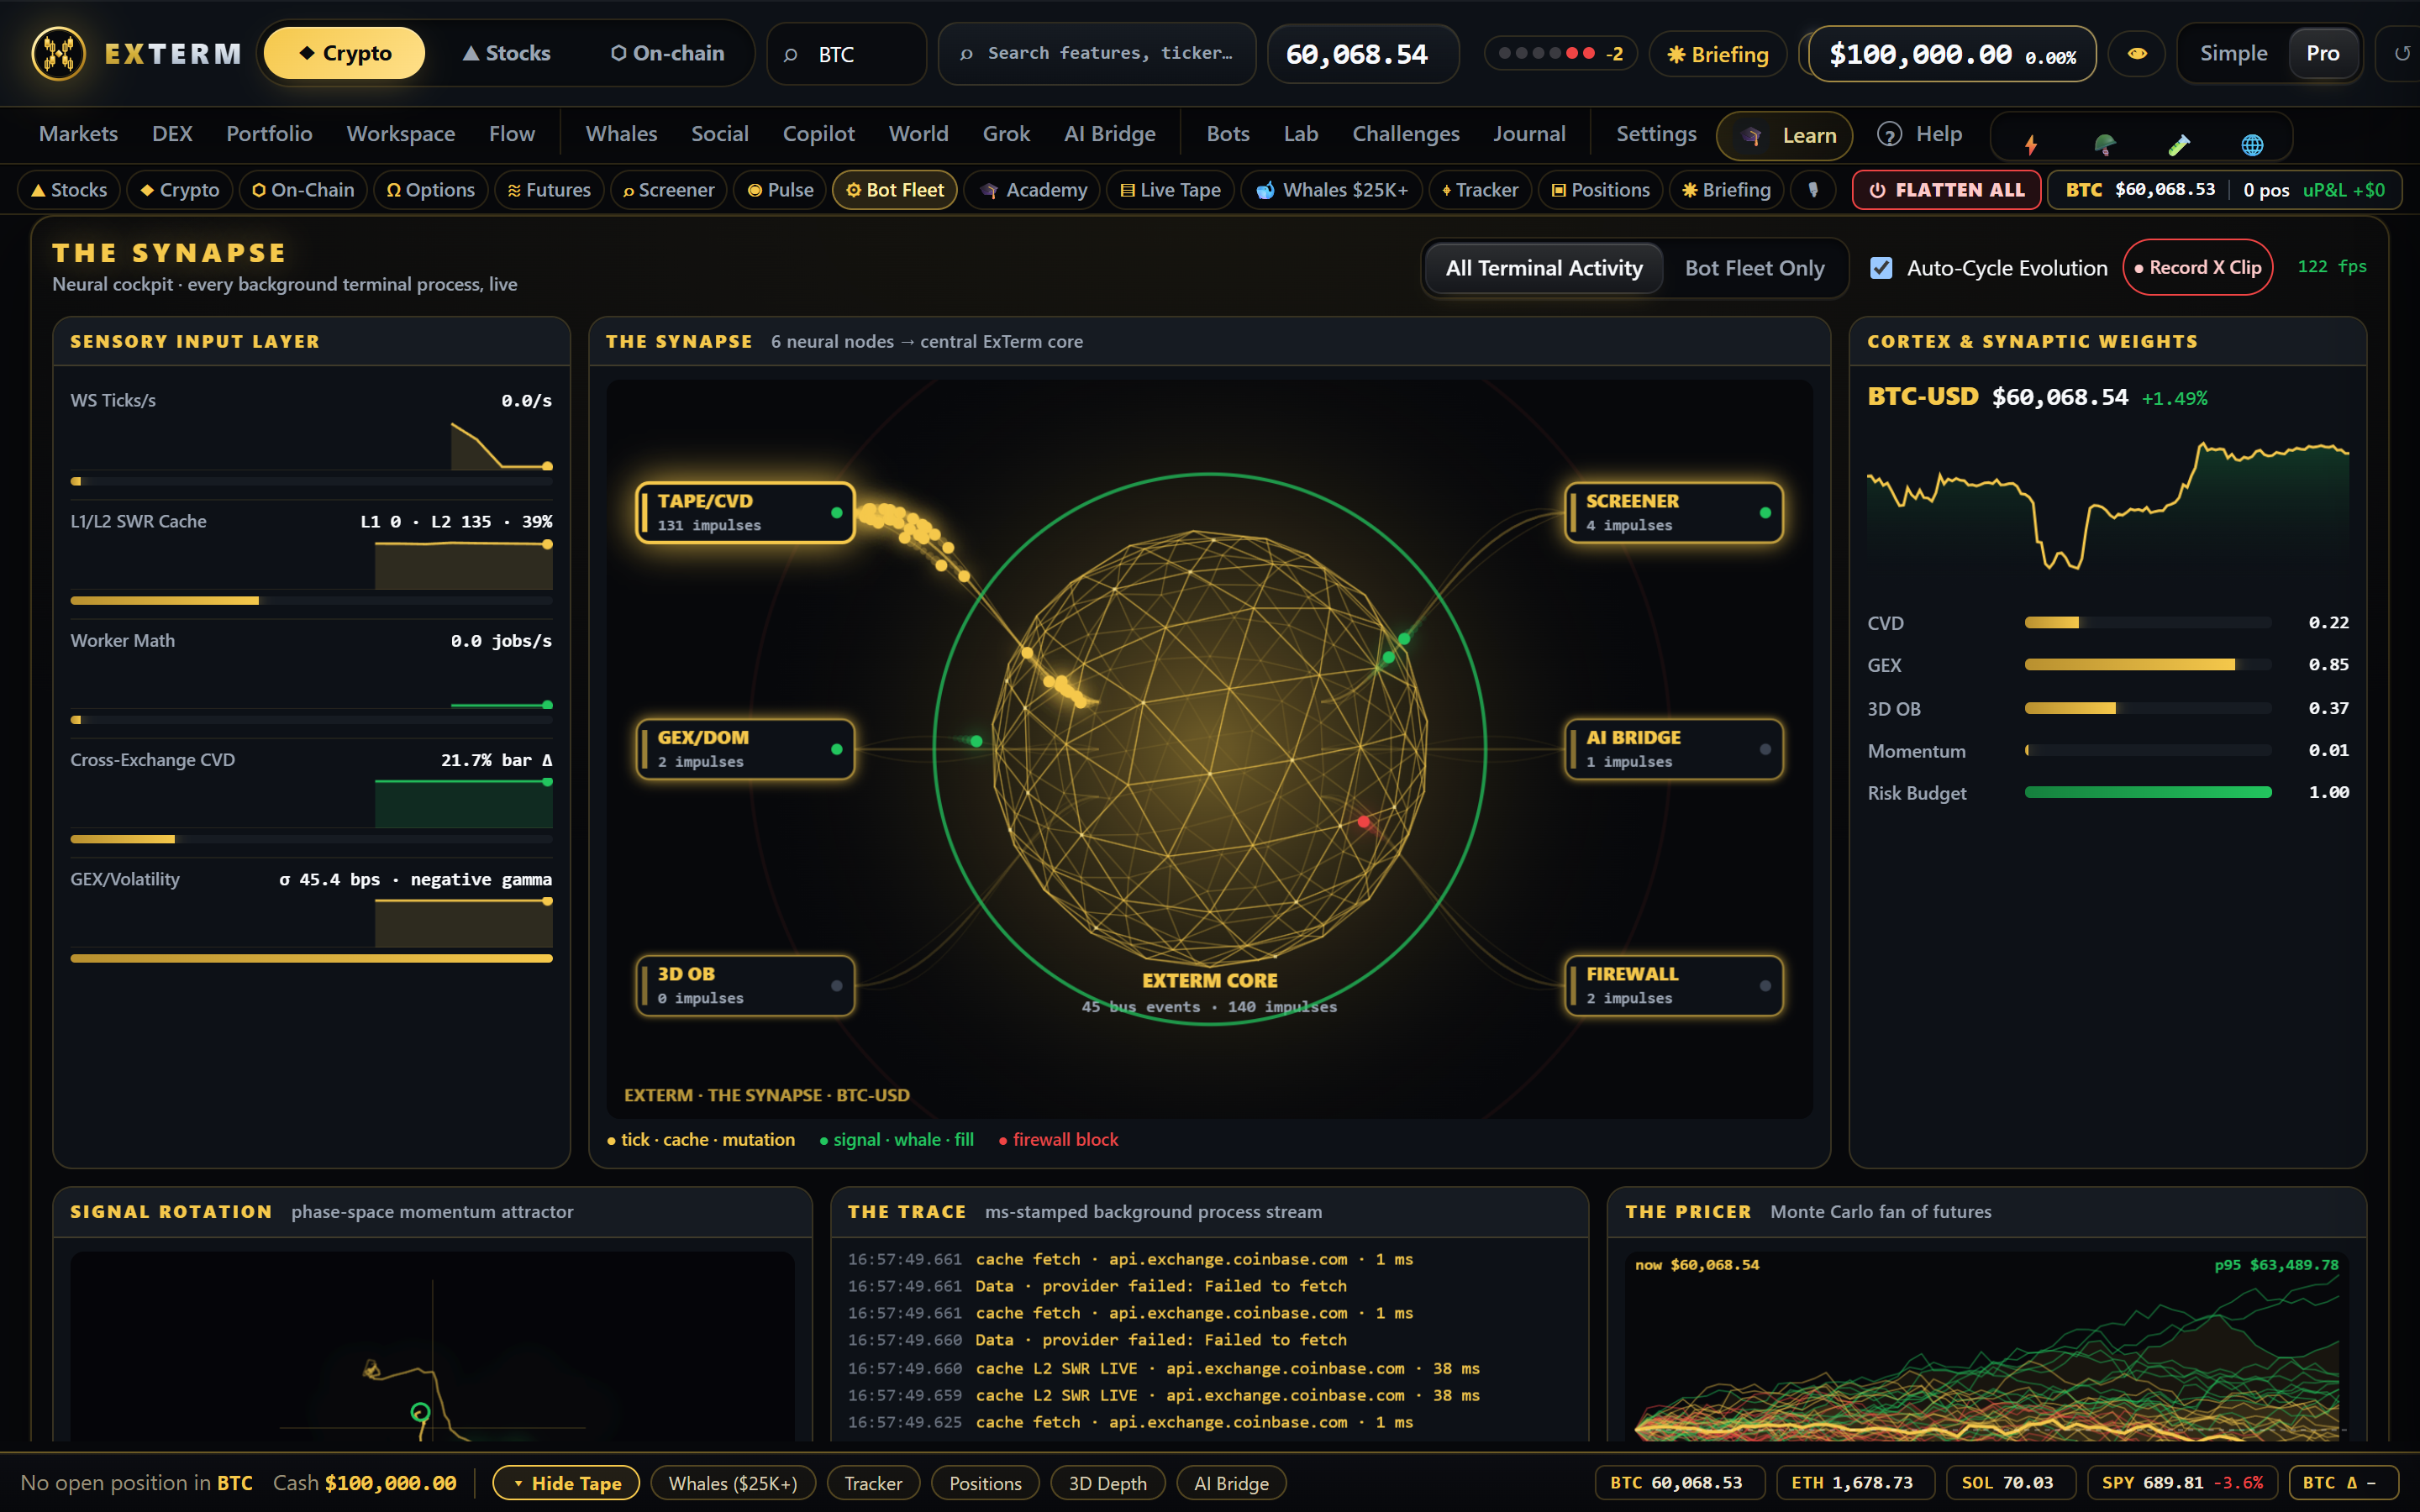 EXTERM
Crypto
Stocks
On-chain
BTC
Search features, ticker…
60,068.54
-2
Briefing
$100,000.00 0.00%
Simple
Pro
Markets
DEX
Portfolio
Workspace
Flow
Whales
Social
Copilot
World
Grok
AI Bridge
Bots
Lab
Challenges
Journal
Settings
Learn
Help
Stocks
Crypto
On-Chain
Options
Futures
Screener
Pulse
Bot Fleet
Academy
Live Tape
Whales $25K+
Tracker
Positions
Briefing
FLATTEN ALL
BTC $60,068.53 0 pos uP&L +$0
THE SYNAPSE
Neural cockpit · every background terminal process, live
All Terminal Activity
Bot Fleet Only
Auto-Cycle Evolution
Record X Clip
122 fps
SENSORY INPUT LAYER
WS Ticks/s 0.0/s
L1/L2 SWR Cache L1 0 · L2 135 · 39%
Worker Math 0.0 jobs/s
Cross-Exchange CVD 21.7% bar Δ
GEX/Volatility σ 45.4 bps · negative gamma
THE SYNAPSE 6 neural nodes → central ExTerm core
TAPE/CVD
131 impulses
GEX/DOM
2 impulses
3D OB
0 impulses
SCREENER
4 impulses
AI BRIDGE
1 impulses
FIREWALL
2 impulses
EXTERM CORE
45 bus events · 140 impulses
EXTERM · THE SYNAPSE · BTC-USD
tick · cache · mutation
signal · whale · fill
firewall block
CORTEX & SYNAPTIC WEIGHTS
BTC-USD $60,068.54 +1.49%
CVD 0.22
GEX 0.85
3D OB 0.37
Momentum 0.01
Risk Budget 1.00
SIGNAL ROTATION phase-space momentum attractor
THE TRACE ms-stamped background process stream
16:57:49.661 cache fetch · api.exchange.coinbase.com · 1 ms
16:57:49.661 Data · provider failed: Failed to fetch
16:57:49.661 cache fetch · api.exchange.coinbase.com · 1 ms
16:57:49.660 Data · provider failed: Failed to fetch
16:57:49.660 cache L2 SWR LIVE · api.exchange.coinbase.com · 38 ms
16:57:49.659 cache L2 SWR LIVE · api.exchange.coinbase.com · 38 ms
16:57:49.625 cache fetch · api.exchange.coinbase.com · 1 ms
THE PRICER Monte Carlo fan of futures
now $60,068.54
p95 $63,489.78
No open position in BTC
Cash $100,000.00
Hide Tape
Whales ($25K+)
Tracker
Positions
3D Depth
AI Bridge
BTC 60,068.53
ETH 1,678.73
SOL 70.03
SPY 689.81 -3.6%
BTC Δ –